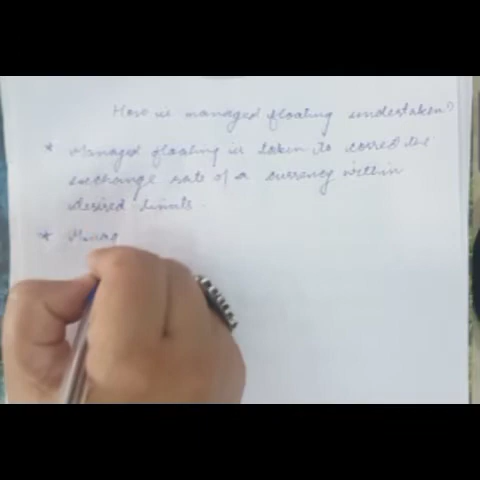 How is managed floating undertaken?
* Managed floating is taken to correct the
exchange rate of a currency within
desired limits.
* Manag